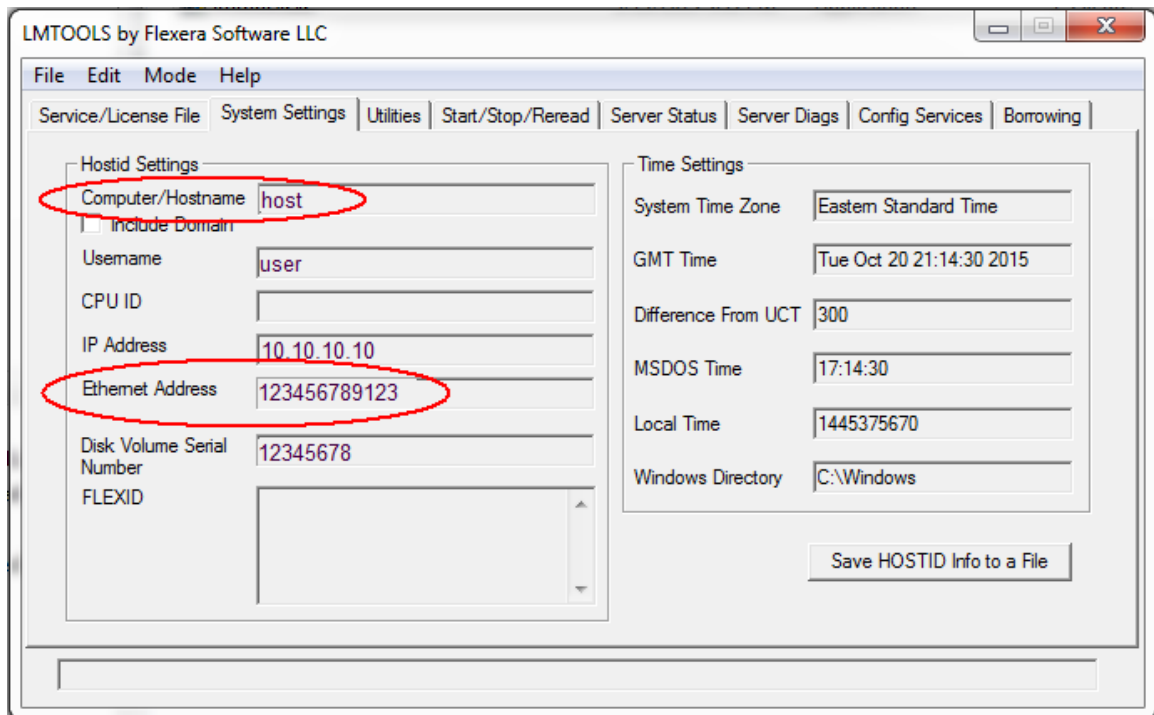 LMTOOLS by Flexera Software LLC
File Edit Mode Help
Service/License File System Settings Utilities Start/Stop/Reread Server Status Server Diags Config Services Borrowing
Hostid Settings
Computer/Hostname host
Include Domain
Username user
CPU ID
IP Address 10.10.10.10
Ethernet Address 123456789123
Disk Volume Serial
Number 12345678
FLEXID
Time Settings
System Time Zone Eastern Standard Time
GMT Time Tue Oct 20 21:14:30 2015
Difference From UCT 300
MSDOS Time 17:14:30
Local Time 1445375670
Windows Directory C:\Windows
Save HOSTID Info to a File